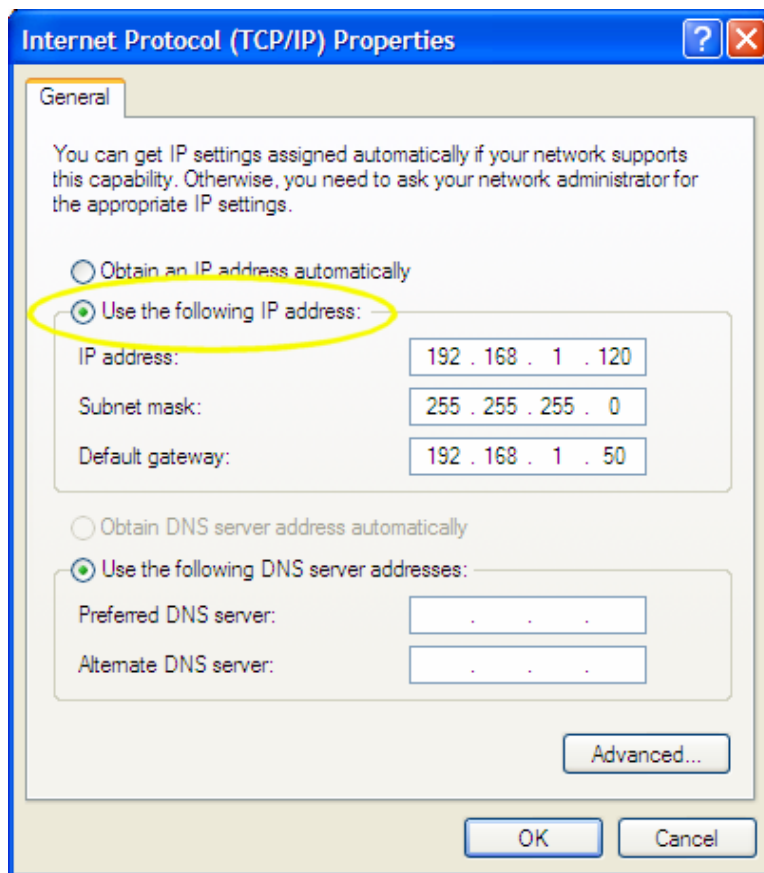 Internet Protocol (TCP/IP) Properties
General
You can get IP settings assigned automatically if your network supports
this capability. Otherwise, you need to ask your network administrator for
the appropriate IP settings.
Obtain an IP address automatically
Use the following IP address:
IP address: 192 . 168 . 1 . 120
Subnet mask: 255 . 255 . 255 . 0
Default gateway: 192 . 168 . 1 . 50
Obtain DNS server address automatically
Use the following DNS server addresses:
Preferred DNS server: . . .
Alternate DNS server: . . .
Advanced...
OK Cancel